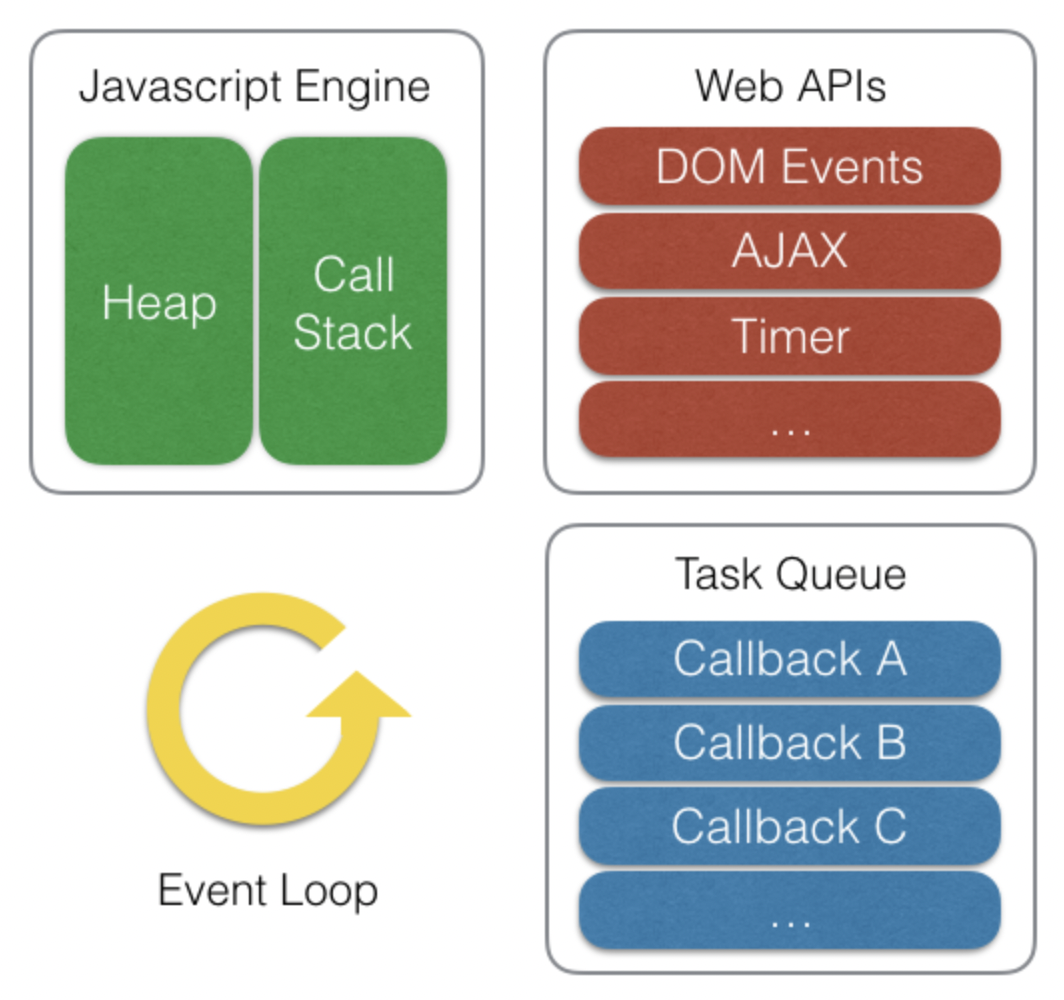 Javascript Engine
Heap
Call
Stack
Web APIs
DOM Events
AJAX
Timer
...
Event Loop
Task Queue
Callback A
Callback B
Callback C
...